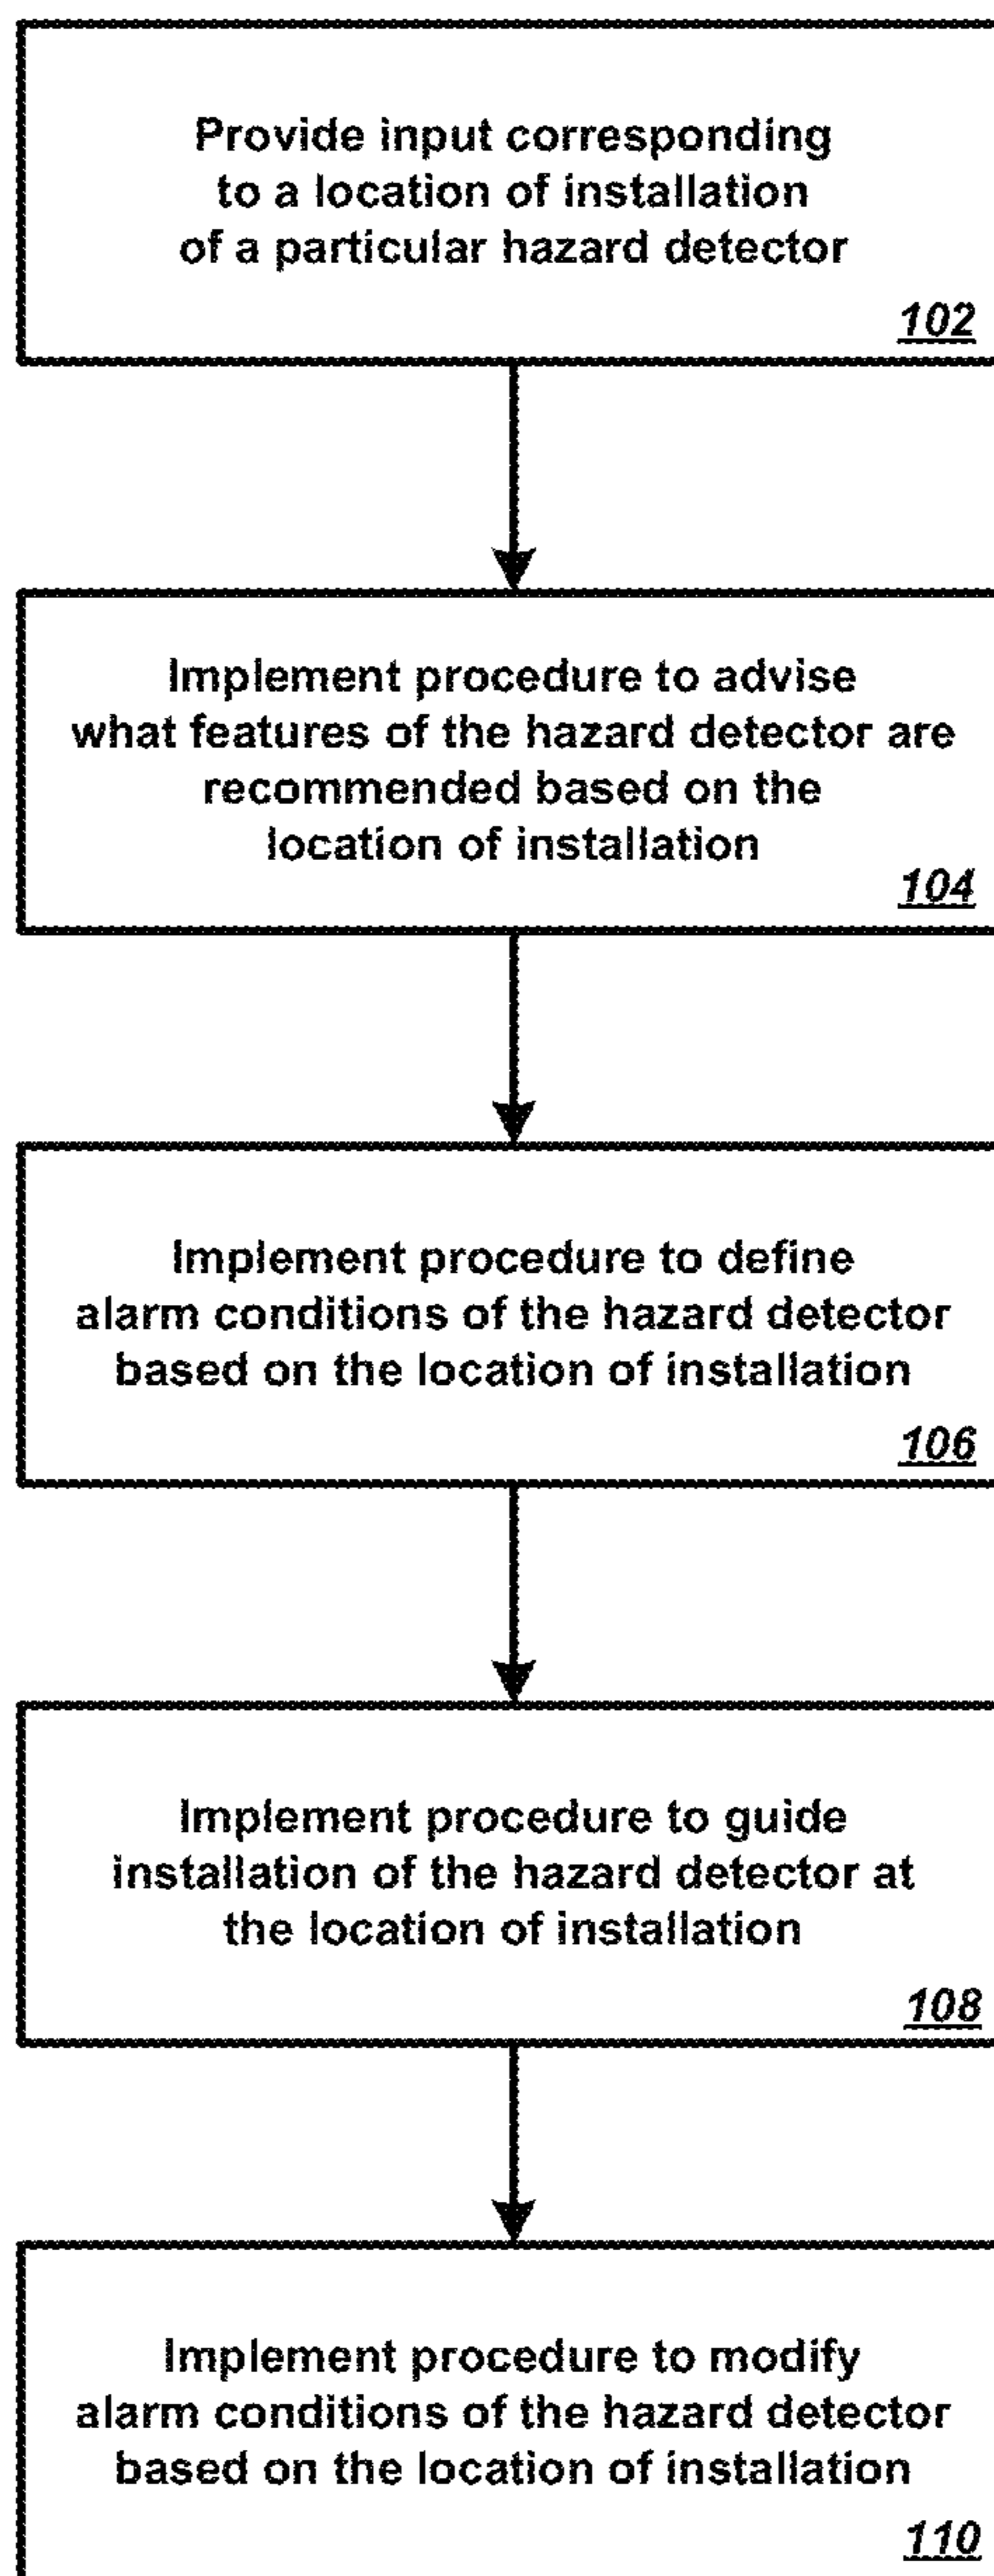 Provide input corresponding
to a location of installation
of a particular hazard detector
102
Implement procedure to advise
what features of the hazard detector are
recommended based on the
location of installation
104
Implement procedure to define
alarm conditions of the hazard detector
based on the location of installation
106
Implement procedure to guide
installation of the hazard detector at
the location of installation
108
Implement procedure to modify
alarm conditions of the hazard detector
based on the location of installation
110